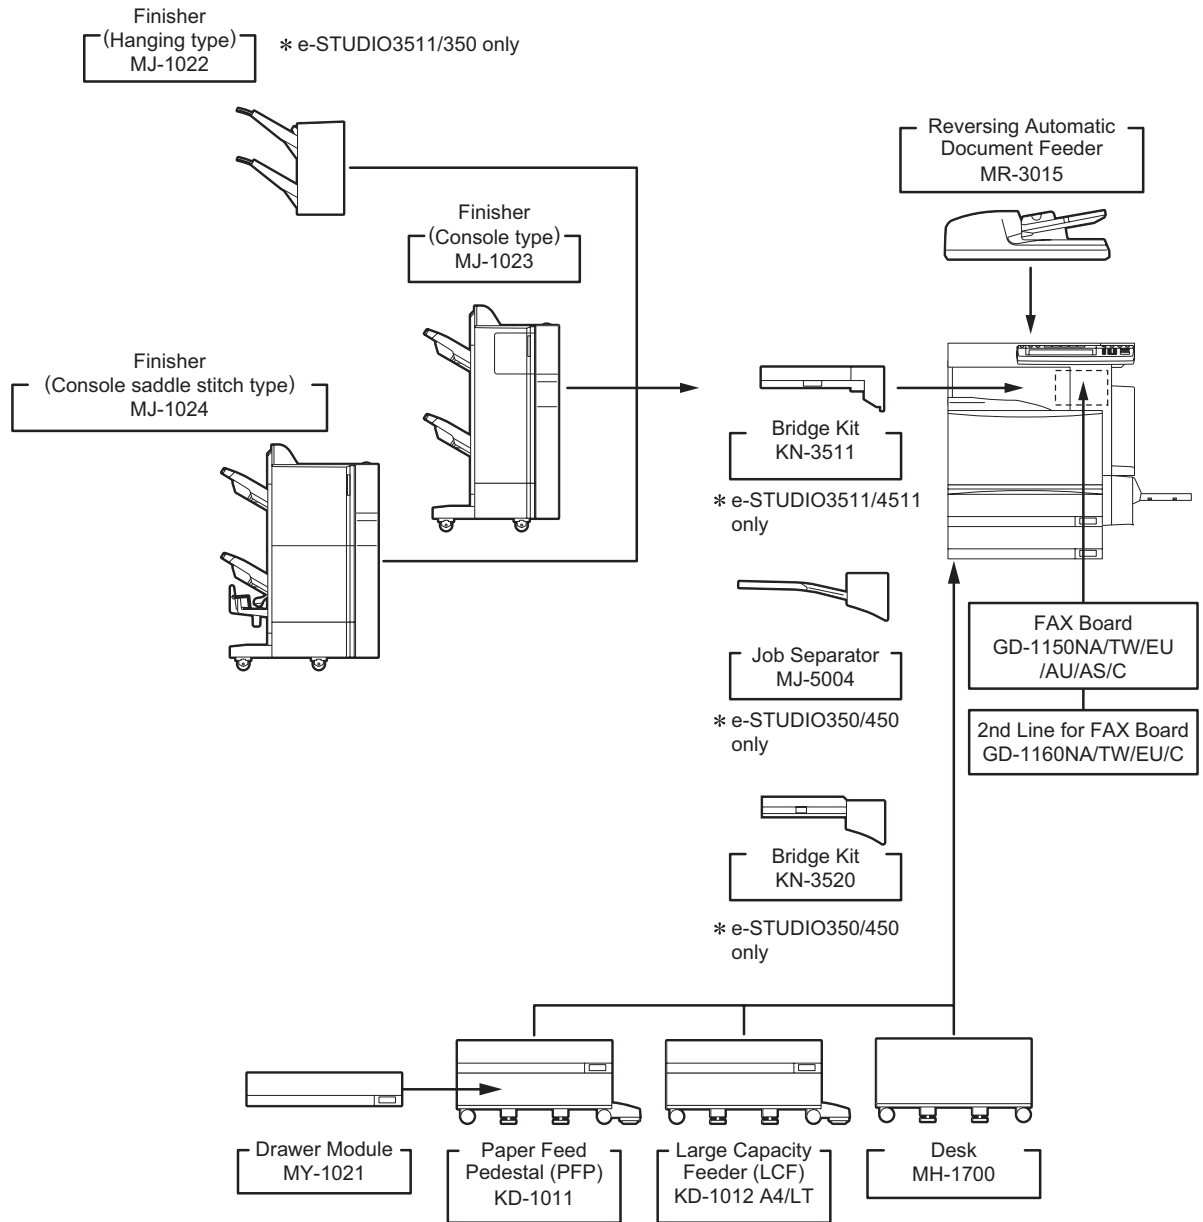 Finisher
(Hanging type)
MJ-1022
* e-STUDIO3511/350 only
Reversing Automatic
Document Feeder
MR-3015
Finisher
(Console type)
MJ-1023
Finisher
(Console saddle stitch type)
MJ-1024
Bridge Kit
KN-3511
* e-STUDIO3511/4511
only
Job Separator
MJ-5004
* e-STUDIO350/450
only
FAX Board
GD-1150NA/TW/EU
/AU/AS/C
2nd Line for FAX Board
GD-1160NA/TW/EU/C
Bridge Kit
KN-3520
* e-STUDIO350/450
only
Drawer Module
MY-1021
Paper Feed
Pedestal (PFP)
KD-1011
Large Capacity
Feeder (LCF)
KD-1012 A4/LT
Desk
MH-1700